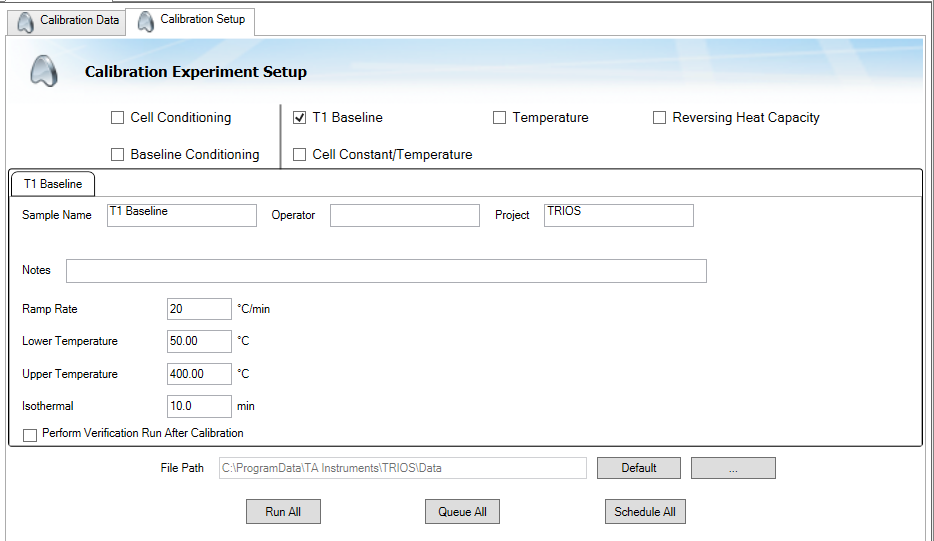 Calibration Data Calibration Setup
Calibration Experiment Setup
Cell Conditioning T1 Baseline Temperature Reversing Heat Capacity
Baseline Conditioning Cell Constant/Temperature
T1 Baseline
Sample Name T1 Baseline Operator Project TRIOS
Notes
Ramp Rate 20 °C/min
Lower Temperature 50.00 °C
Upper Temperature 400.00 °C
Isothermal 10.0 min
Perform Verification Run After Calibration
File Path C:\ProgramData\TA Instruments\TRIOS\Data Default ...
Run All Queue All Schedule All